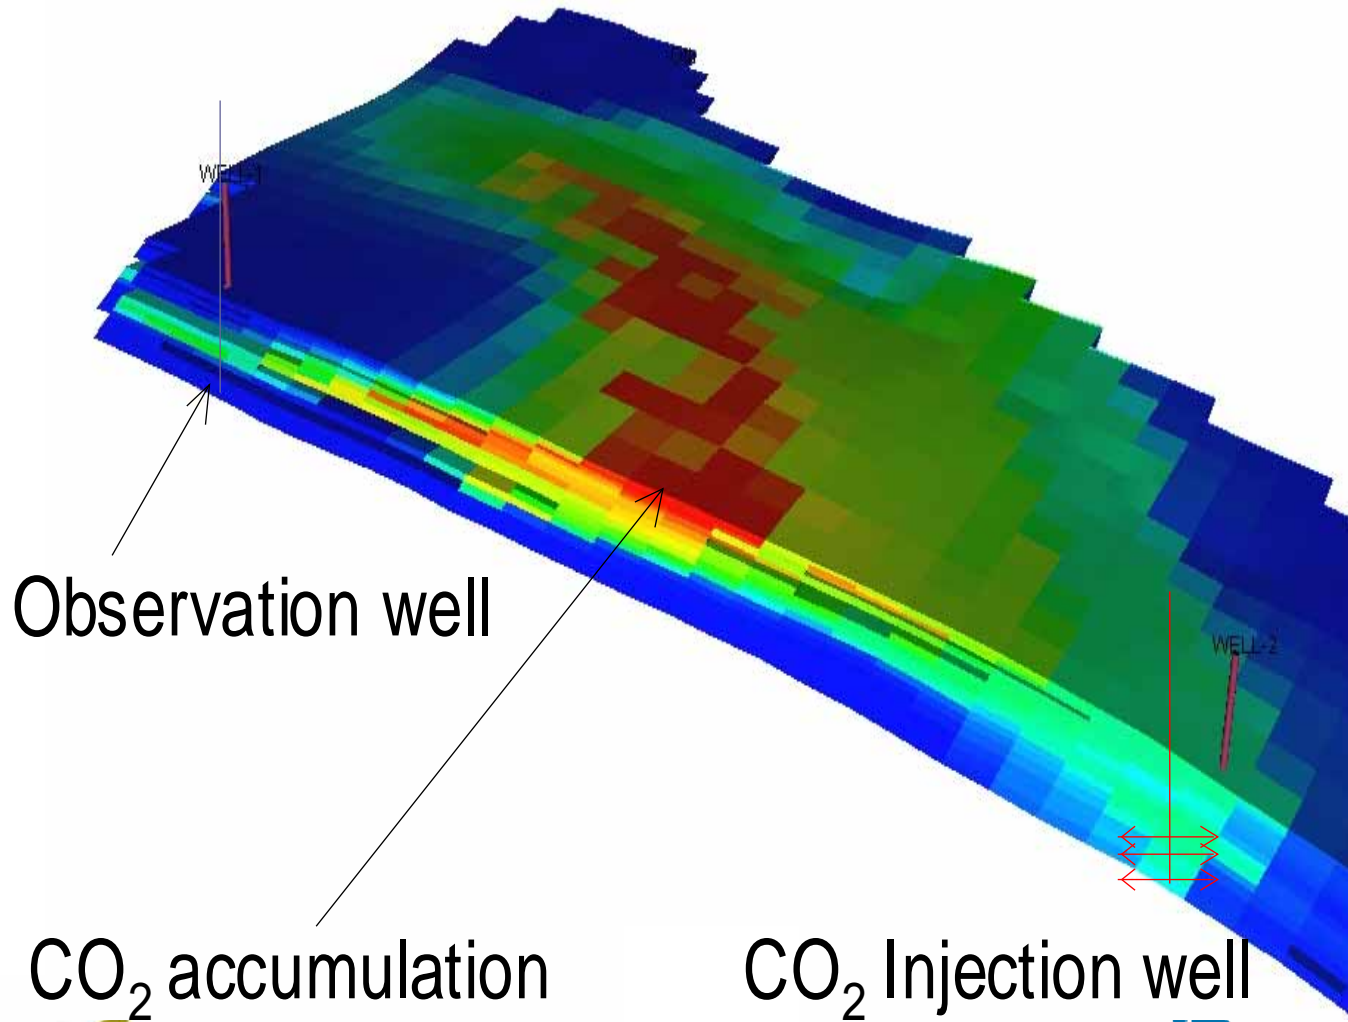 WELL-1
Observation well
WELL-2
CO₂ accumulation
CO₂ Injection well